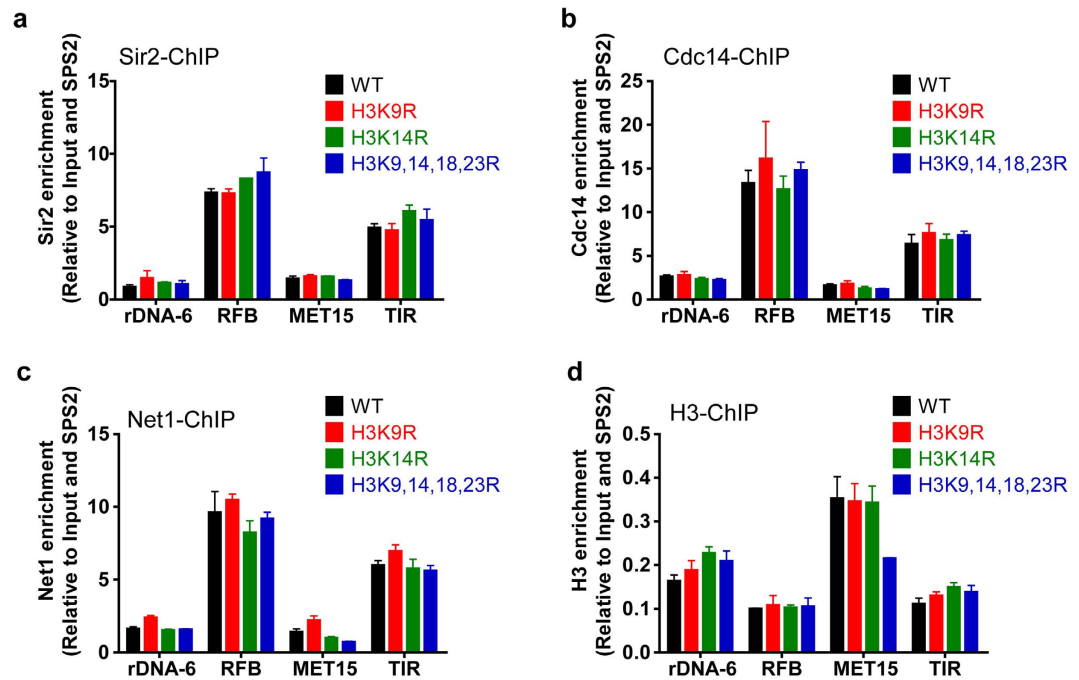 a
Sir2-ChIP
Sir2 enrichment
(Relative to Input and SPS2)
15
10
5
0
WT
H3K9R
H3K14R
H3K9,14,18,23R
rDNA-6 RFB MET15 TIR
b
Cdc14-ChIP
Cdc14 enrichment
(Relative to Input and SPS2)
25
20
15
10
5
0
WT
H3K9R
H3K14R
H3K9,14,18,23R
rDNA-6 RFB MET15 TIR
c
Net1-ChIP
Net1 enrichment
(Relative to Input and SPS2)
15
10
5
0
WT
H3K9R
H3K14R
H3K9,14,18,23R
rDNA-6 RFB MET15 TIR
d
H3-ChIP
H3 enrichment
(Relative to Input and SPS2)
0.5
0.4
0.3
0.2
0.1
0.0
WT
H3K9R
H3K14R
H3K9,14,18,23R
rDNA-6 RFB MET15 TIR